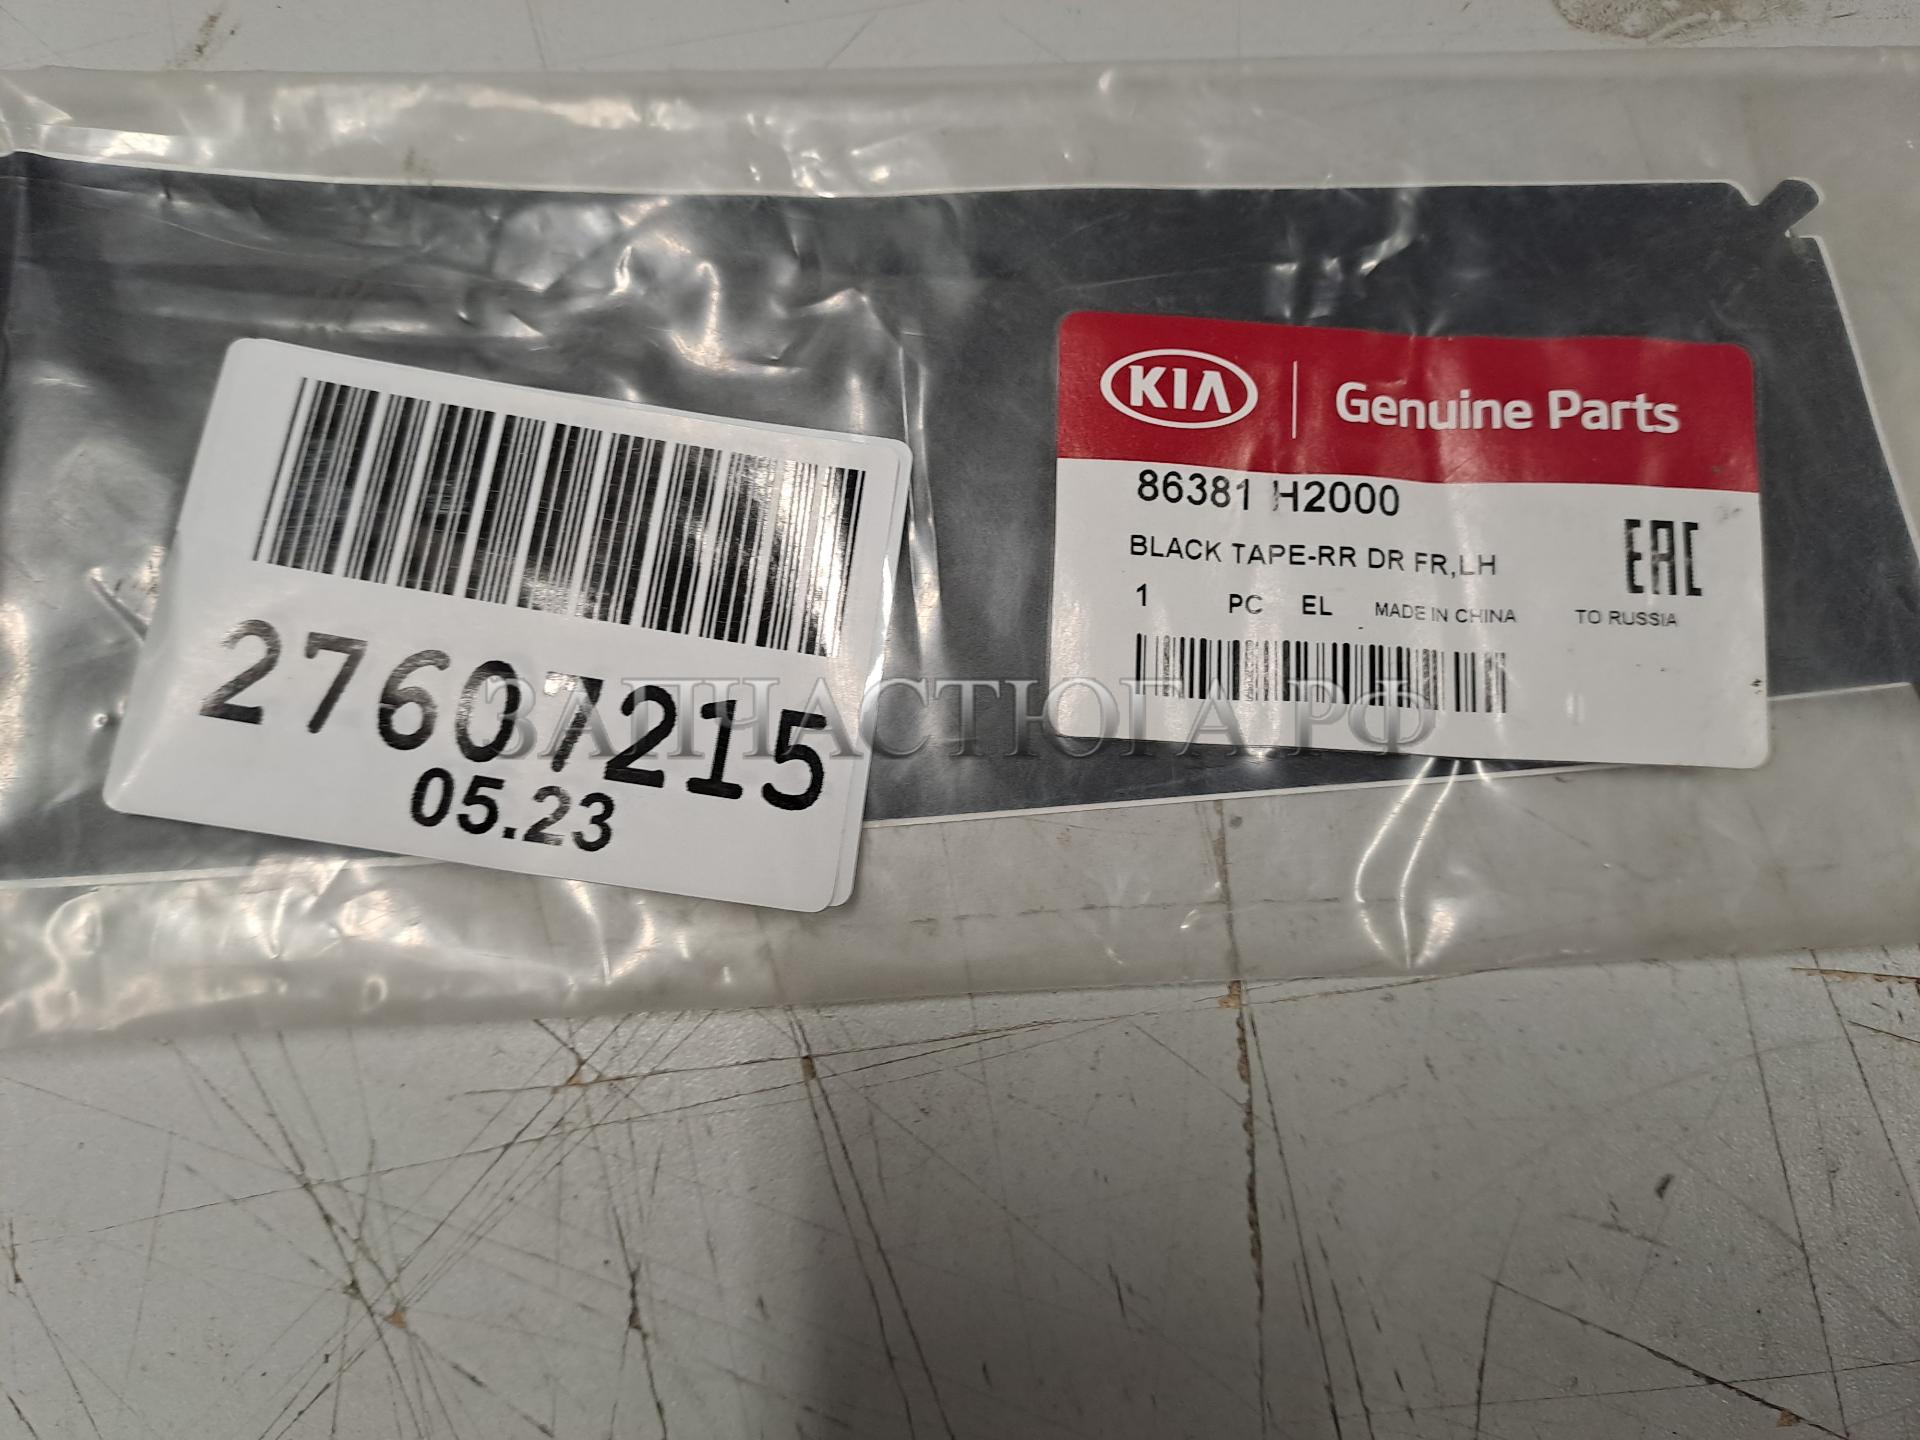 KIA Genuine Parts
86381 H2000
BLACK TAPE-RR DR FR,LH
1 PC EL MADE IN CHINA TO RUSSIA
EAC
27607215
05.23
ЗАПЧАСТЮГА.РФ